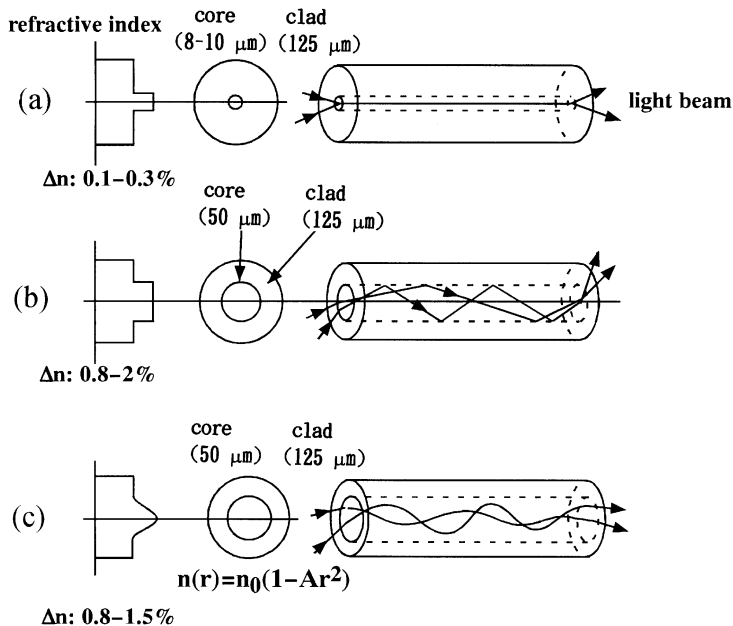 refractive index
core
clad
(8-10 μm)
(125 μm)
(a)
light beam
Δn: 0.1-0.3%
core
(50 μm)
clad
(125 μm)
(b)
Δn: 0.8-2%
core
clad
(50 μm)
(125 μm)
(c)
n(r)=n₀(1-Ar²)
Δn: 0.8-1.5%